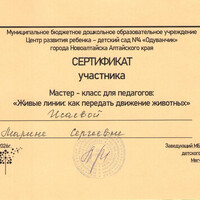 Муниципальное бюджетное дошкольное образовательное учреждение
Центр развития ребенка – детский сад №4 «Одуванчик»
города Новоалтайска Алтайского края
СЕРТИФИКАТ
участника
Мастер – класс для педагогов:
«Живые линии: как передать движение животных»
Исаевой
Марине Сергеевне
Заведующий МБ
детского